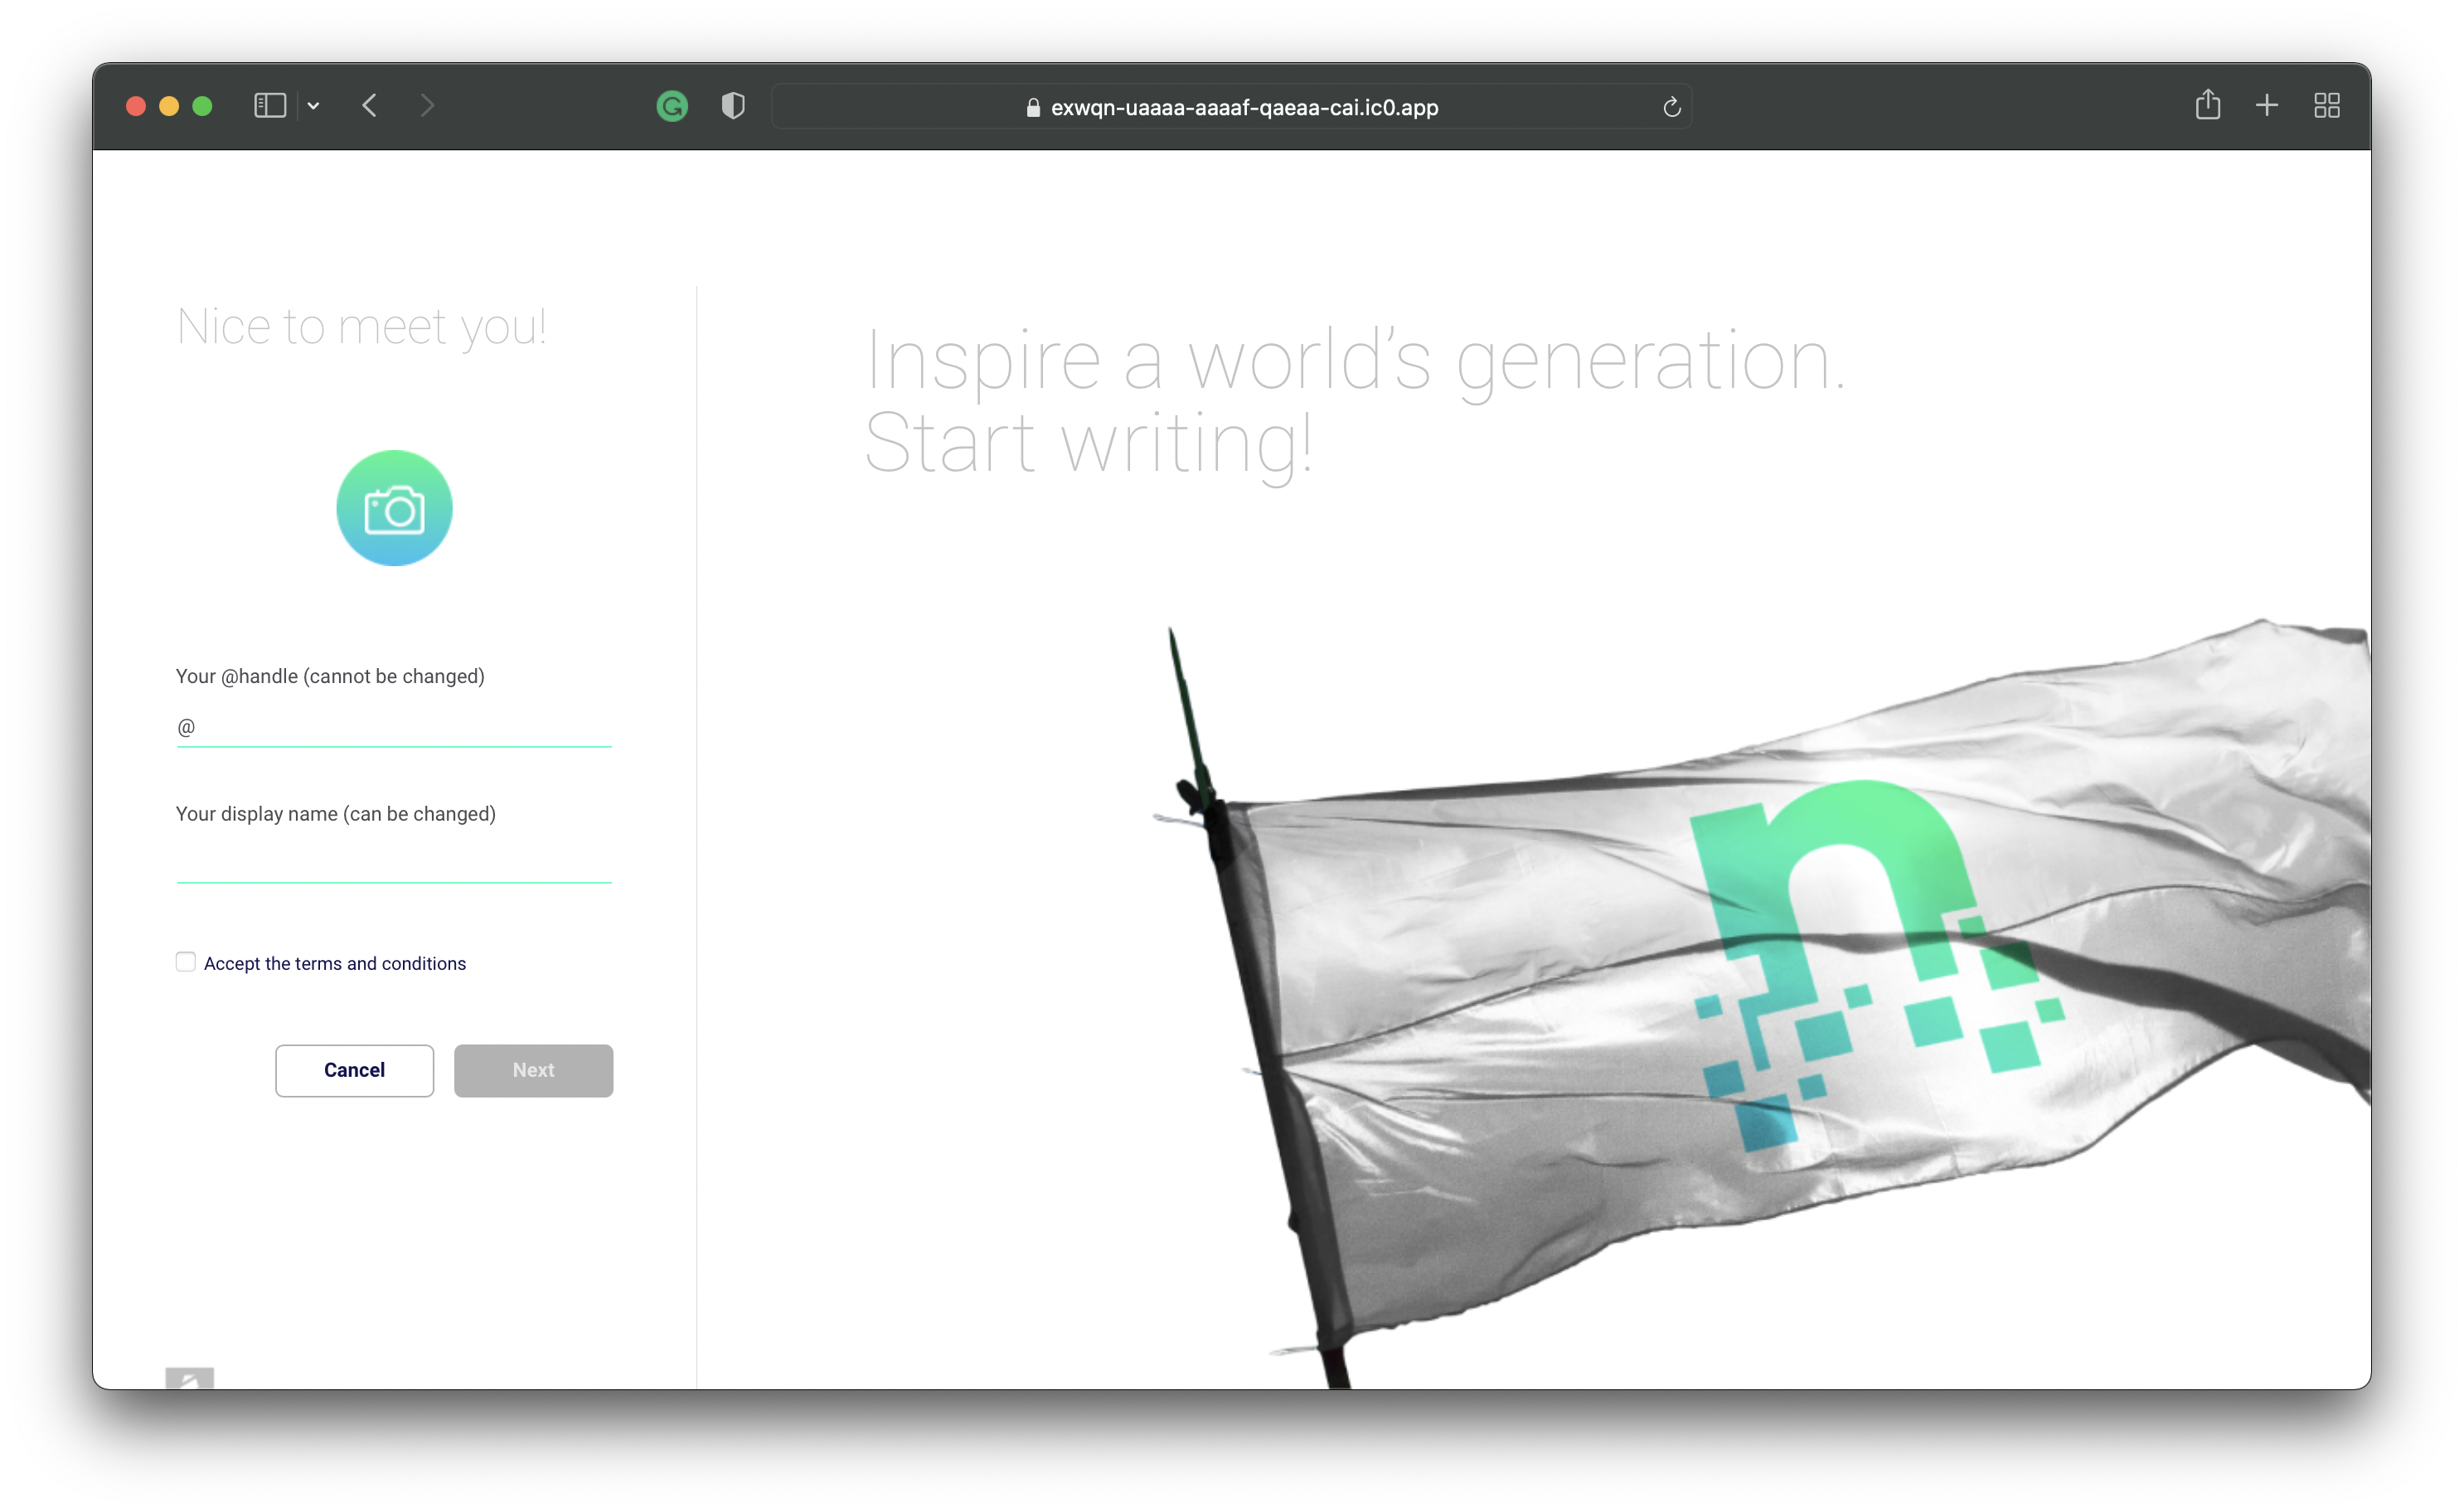 exwqn-uaaaa-aaaaf-qaeaa-cai.ic0.app
Nice to meet you!
Your @handle (cannot be changed)
@
Your display name (can be changed)
Accept the terms and conditions
Cancel
Next
Inspire a world’s generation.
Start writing!
n